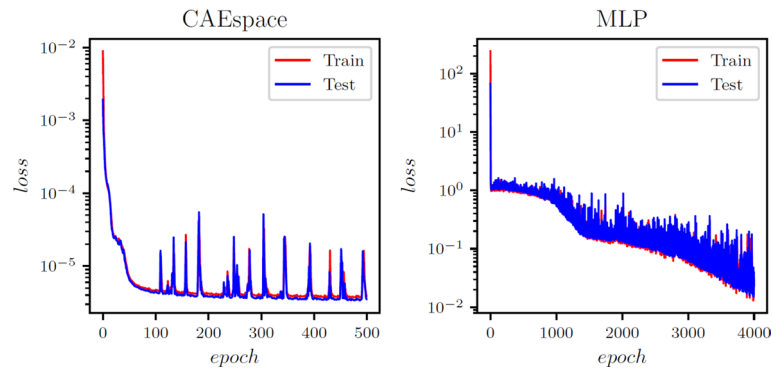 CAEspace
10^{-2}
10^{-3}
10^{-4}
10^{-5}
loss
Train
Test
0 100 200 300 400 500
epoch
MLP
10^{2}
10^{1}
10^{0}
10^{-1}
10^{-2}
loss
Train
Test
0 1000 2000 3000 4000
epoch